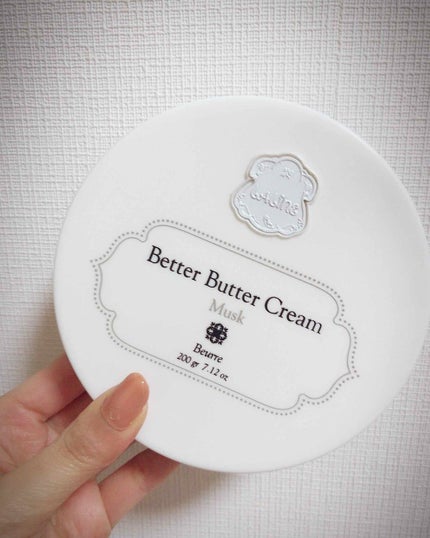 Better Butter Cream
Musk
Beurre
200 gr 7.12 oz